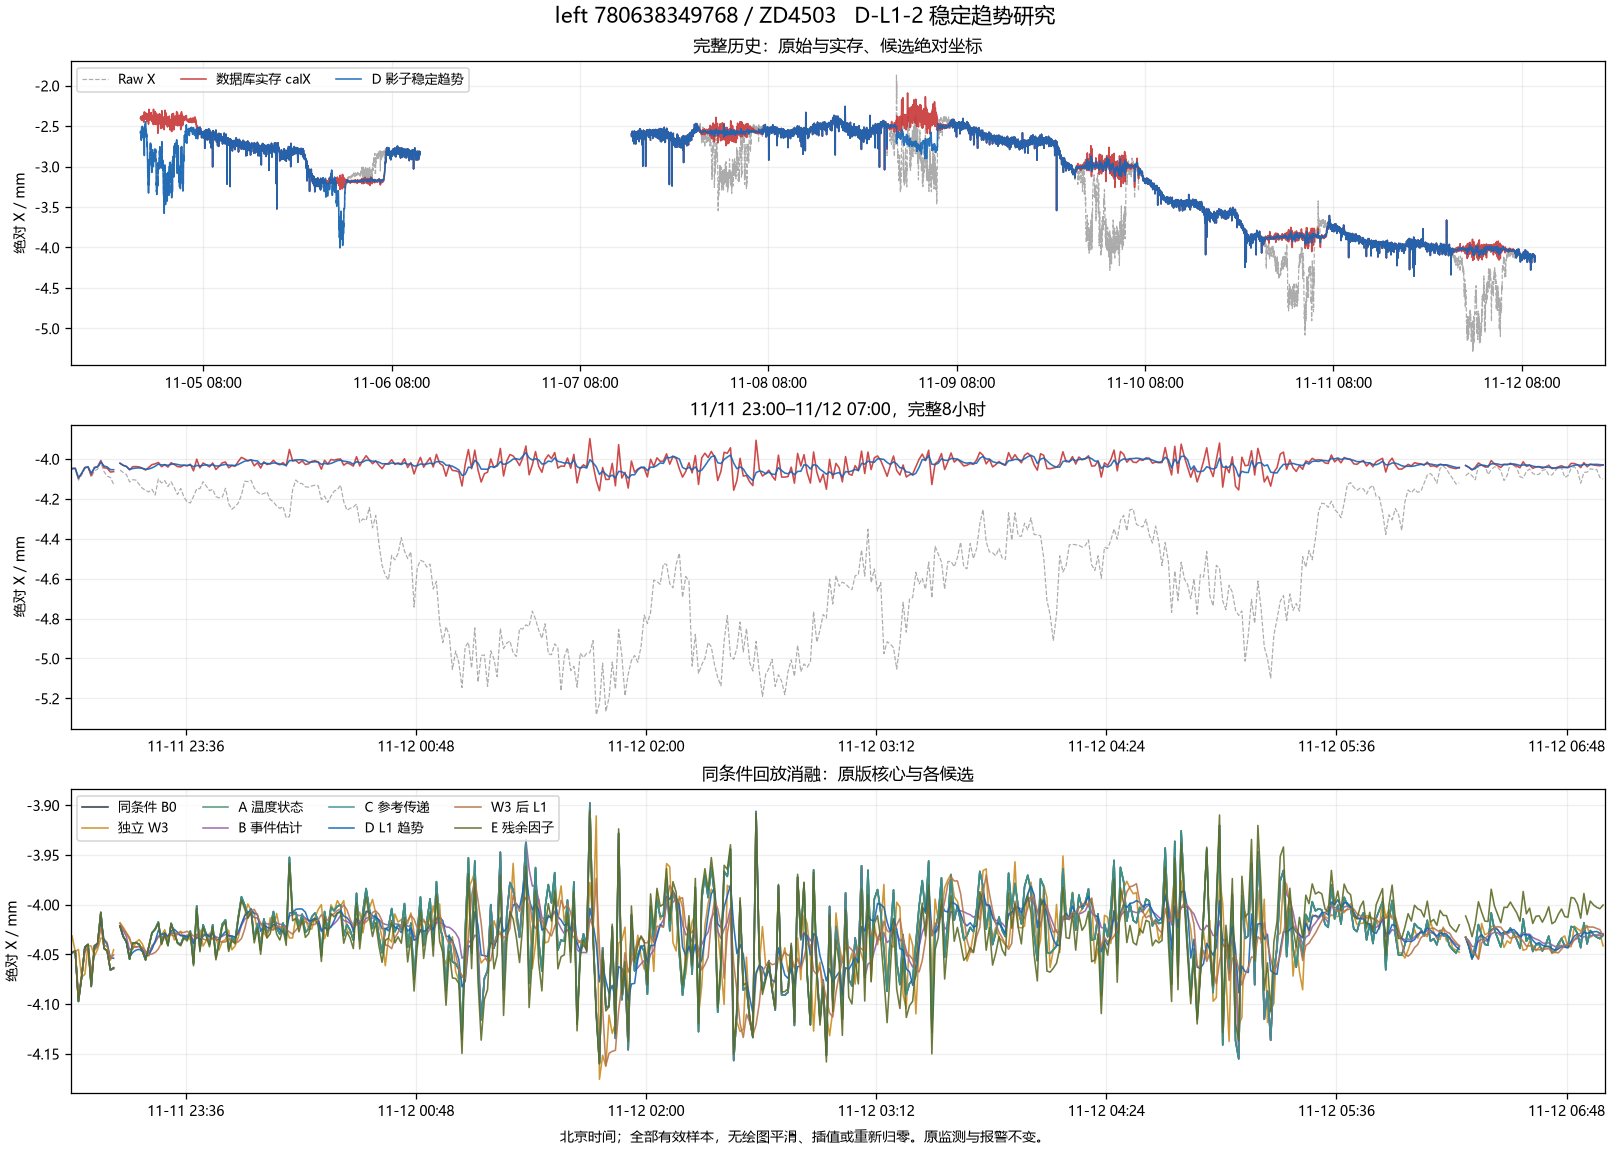 left 780638349768 / ZD4503   D-L1-2 稳定趋势研究
完整历史：原始与实存、候选绝对坐标
Raw X
数据库实存 calX
D 影子稳定趋势
绝对 X / mm
-2.0
-2.5
-3.0
-3.5
-4.0
-4.5
-5.0
11-05 08:00
11-06 08:00
11-07 08:00
11-08 08:00
11-09 08:00
11-10 08:00
11-11 08:00
11-12 08:00
11/11 23:00–11/12 07:00，完整8小时
绝对 X / mm
-4.0
-4.2
-4.4
-4.6
-4.8
-5.0
-5.2
11-11 23:36
11-12 00:48
11-12 02:00
11-12 03:12
11-12 04:24
11-12 05:36
11-12 06:48
同条件回放消融：原版核心与各候选
同条件 B0
A 温度状态
C 参考传递
W3 后 L1
独立 W3
B 事件估计
D L1 趋势
E 残余因子
绝对 X / mm
-3.90
-3.95
-4.00
-4.05
-4.10
-4.15
11-11 23:36
11-12 00:48
11-12 02:00
11-12 03:12
11-12 04:24
11-12 05:36
11-12 06:48
北京时间；全部有效样本，无绘图平滑、插值或重新归零。原监测与报警不变。